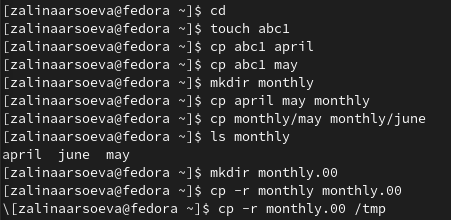 [zalinaarsoeva@fedora ~]$ cd
[zalinaarsoeva@fedora ~]$ touch abc1
[zalinaarsoeva@fedora ~]$ cp abc1 april
[zalinaarsoeva@fedora ~]$ cp abc1 may
[zalinaarsoeva@fedora ~]$ mkdir monthly
[zalinaarsoeva@fedora ~]$ cp april may monthly
[zalinaarsoeva@fedora ~]$ cp monthly/may monthly/june
[zalinaarsoeva@fedora ~]$ ls monthly
april  june  may
[zalinaarsoeva@fedora ~]$ mkdir monthly.00
[zalinaarsoeva@fedora ~]$ cp -r monthly monthly.00
\[zalinaarsoeva@fedora ~]$ cp -r monthly.00 /tmp